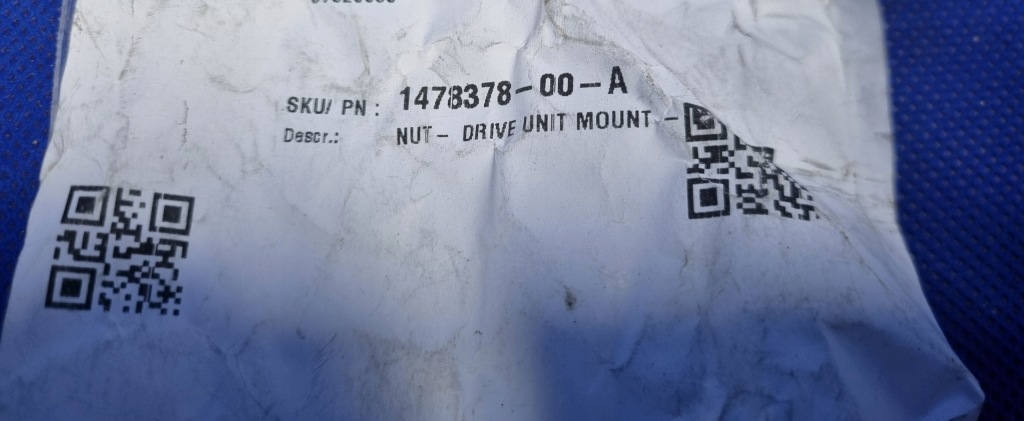 SKU/ PN : 1478378-00-A
Descr.: NUT- DRIVE UNIT MOUNT -